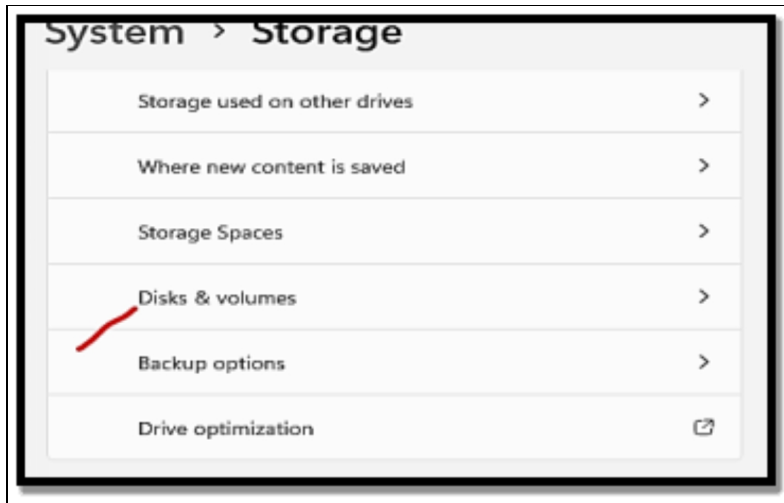 System > Storage
Storage used on other drives
Where new content is saved
Storage Spaces
Disks & volumes
Backup options
Drive optimization